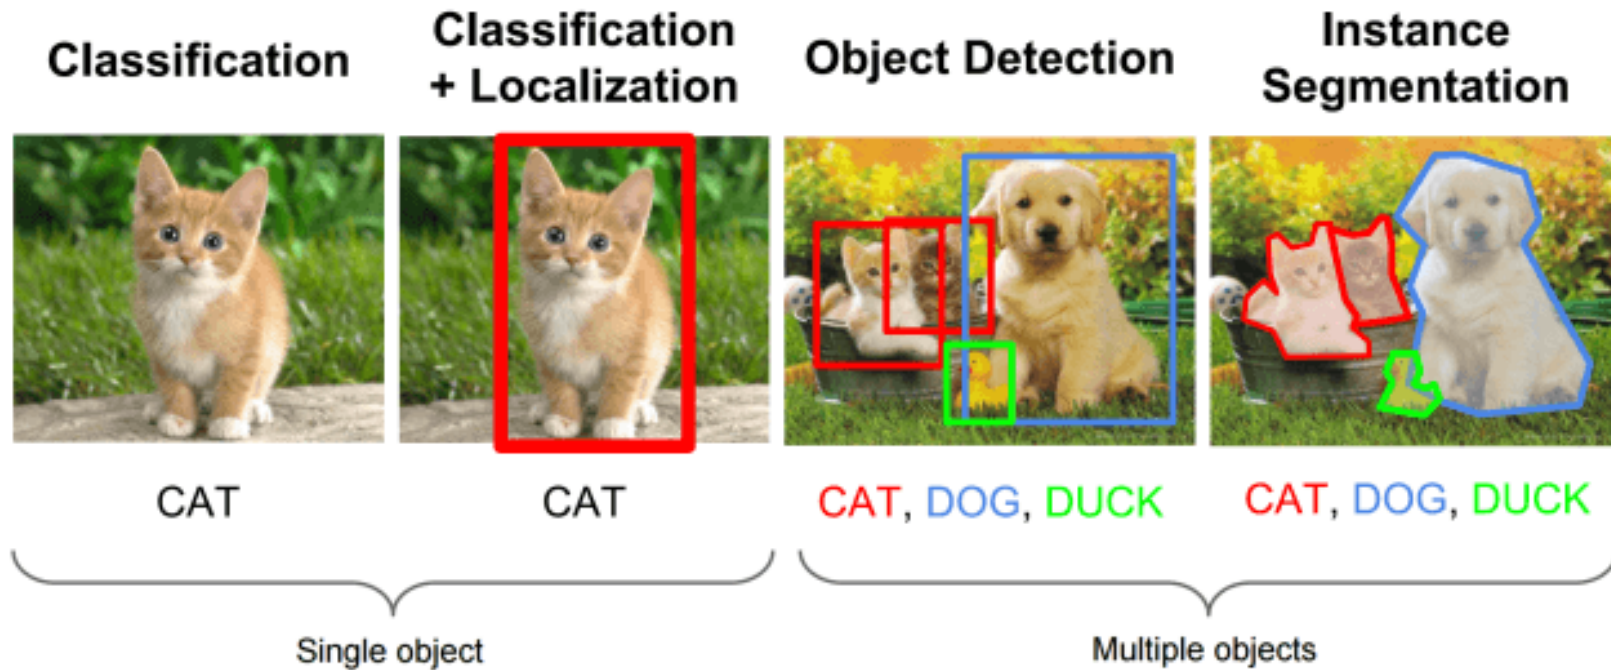 Classification
Classification
+ Localization
Object Detection
Instance
Segmentation
CAT
CAT
CAT, DOG, DUCK
CAT, DOG, DUCK
Single object
Multiple objects